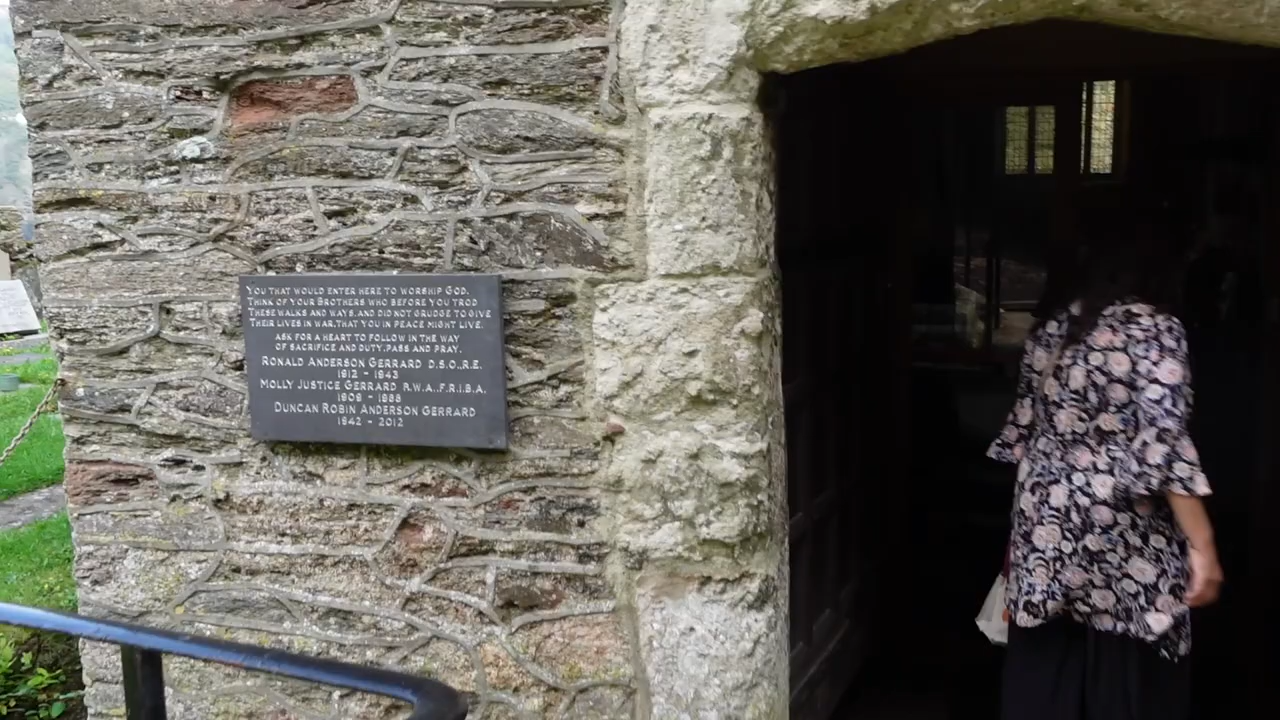 YOU THAT WOULD ENTER HERE TO WORSHIP GOD.
THINK OF YOUR BROTHERS WHO BEFORE YOU TROD
THESE WALKS AND WAYS, AND DID NOT GRUDGE TO GIVE
THEIR LIVES IN WAR, THAT YOU IN PEACE MIGHT LIVE.
ASK FOR A HEART TO FOLLOW IN THE WAY
OF SACRIFICE AND DUTY. PASS AND PRAY.
RONALD ANDERSON GERRARD D.S.O., R.E.
1912 - 1943
MOLLY JUSTICE GERRARD R.W.A., F.R.I.B.A.
1909 - 1988
DUNCAN ROBIN ANDERSON GERRARD
1942 - 2012